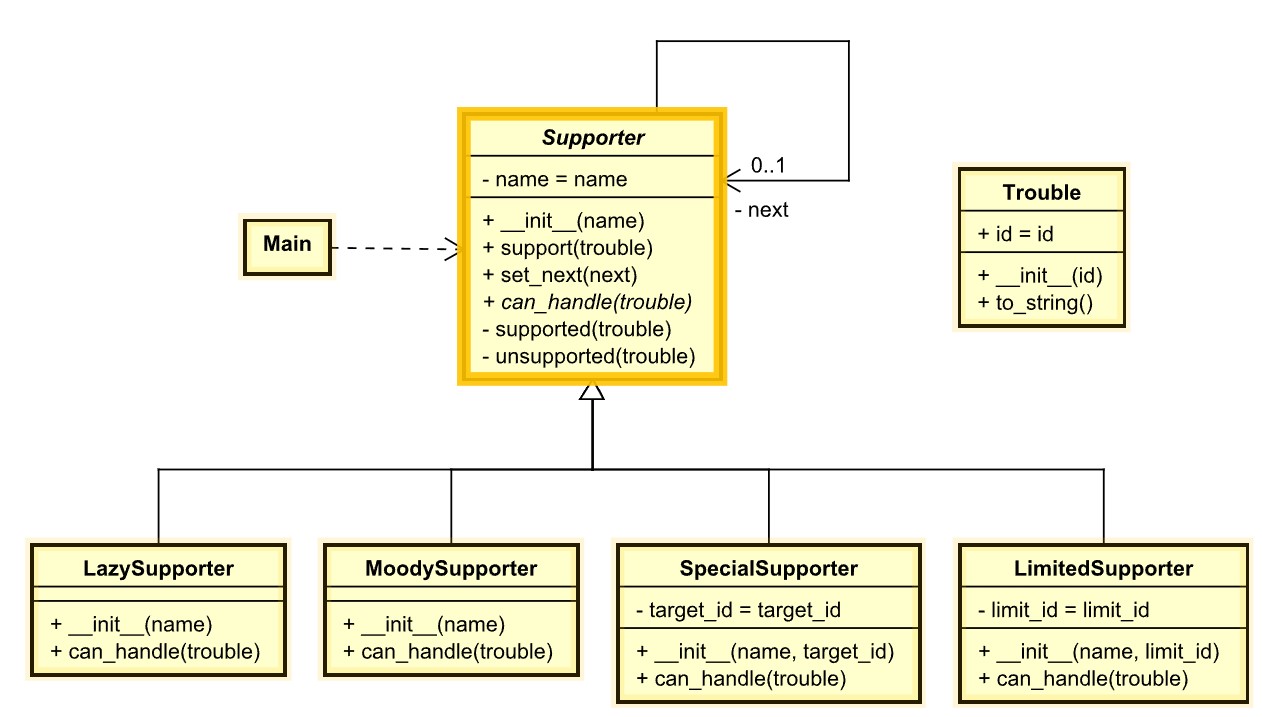 Supporter
- name = name
+ __init__(name)
+ support(trouble)
+ set_next(next)
+ can_handle(trouble)
- supported(trouble)
- unsupported(trouble)
0..1
- next
Main
Trouble
+ id = id
+ __init__(id)
+ to_string()
LazySupporter
+ __init__(name)
+ can_handle(trouble)
MoodySupporter
+ __init__(name)
+ can_handle(trouble)
SpecialSupporter
- target_id = target_id
+ __init__(name, target_id)
+ can_handle(trouble)
LimitedSupporter
- limit_id = limit_id
+ __init__(name, limit_id)
+ can_handle(trouble)